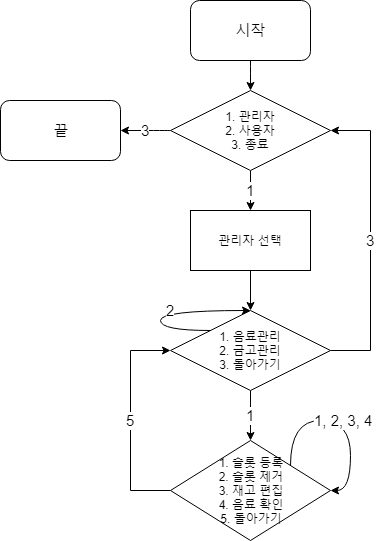 시작
1. 관리자
2. 사용자
3. 종료
3
끝
1
관리자 선택
3
2
1. 음료관리
2. 금고관리
3. 돌아가기
5
1
1, 2, 3, 4
1. 슬롯 등록
2. 슬롯 제거
3. 재고 편집
4. 음료 확인
5. 돌아가기